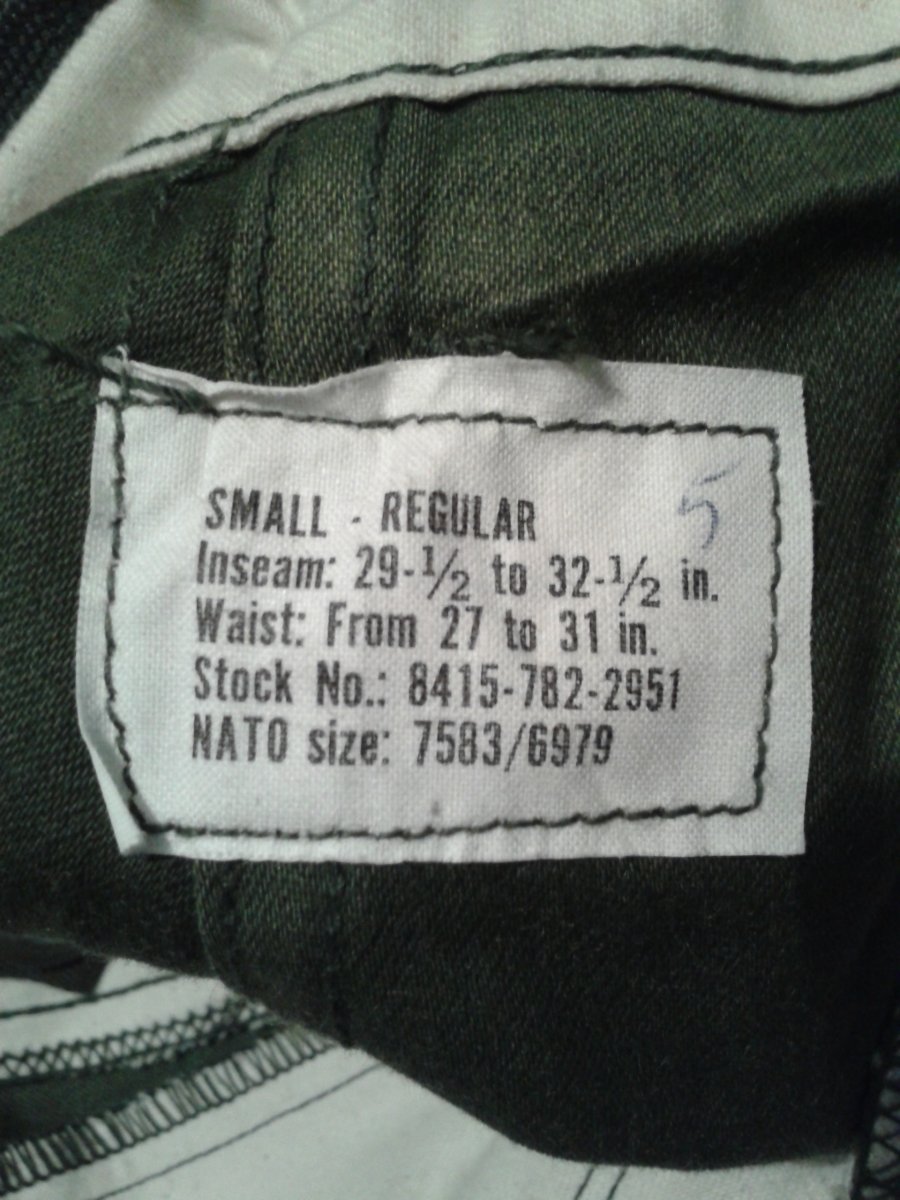 5
SMALL - REGULAR
Inseam: 29-1/2 to 32-1/2 in.
Waist: From 27 to 31 in.
Stock No.: 8415-782-2951
NATO size: 7583/6979